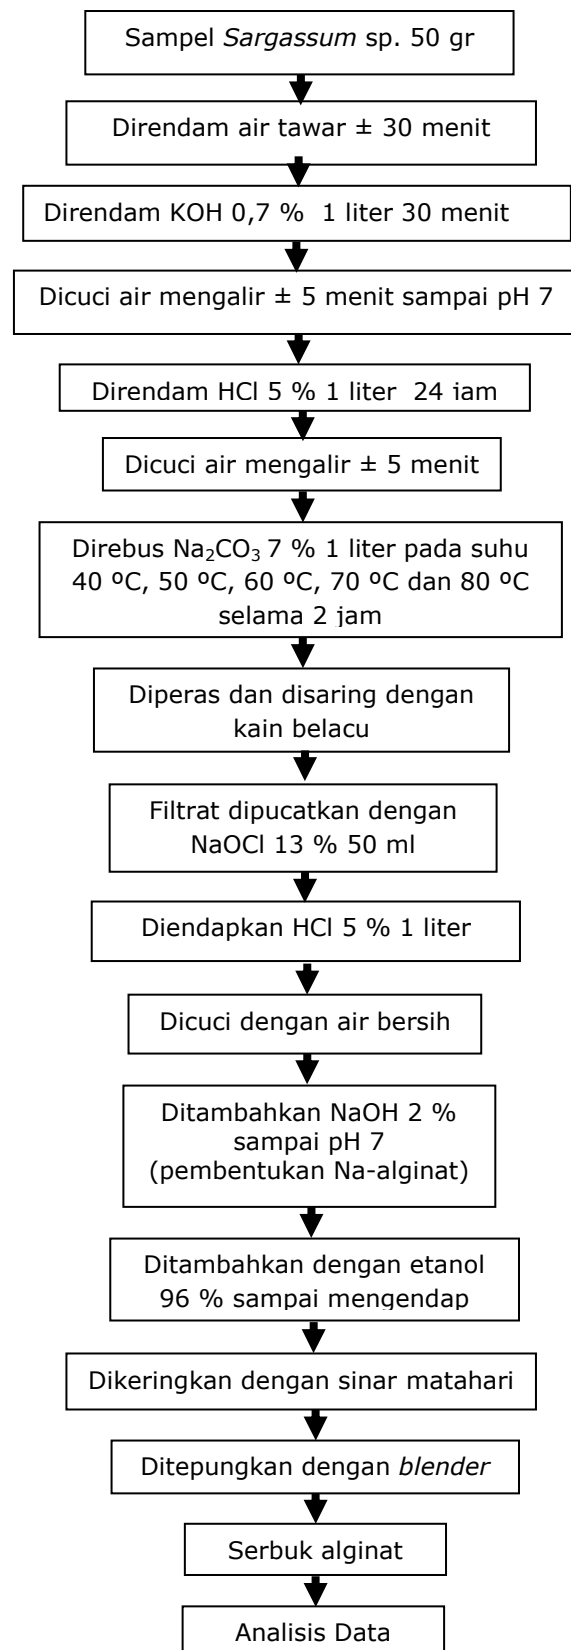 Sampel Sargassum sp. 50 gr
Direndam air tawar ± 30 menit
Direndam KOH 0,7 % 1 liter 30 menit
Dicuci air mengalir ± 5 menit sampai pH 7
Direndam HCl 5 % 1 liter 24 jam
Dicuci air mengalir ± 5 menit
Direbus Na₂CO₃ 7 % 1 liter pada suhu
40 ºC, 50 ºC, 60 ºC, 70 ºC dan 80 ºC
selama 2 jam
Diperas dan disaring dengan
kain belacu
Filtrat dipucatkan dengan
NaOCl 13 % 50 ml
Diendapkan HCl 5 % 1 liter
Dicuci dengan air bersih
Ditambahkan NaOH 2 %
sampai pH 7
(pembentukan Na-alginat)
Ditambahkan dengan etanol
96 % sampai mengendap
Dikeringkan dengan sinar matahari
Ditepungkan dengan blender
Serbuk alginat
Analisis Data